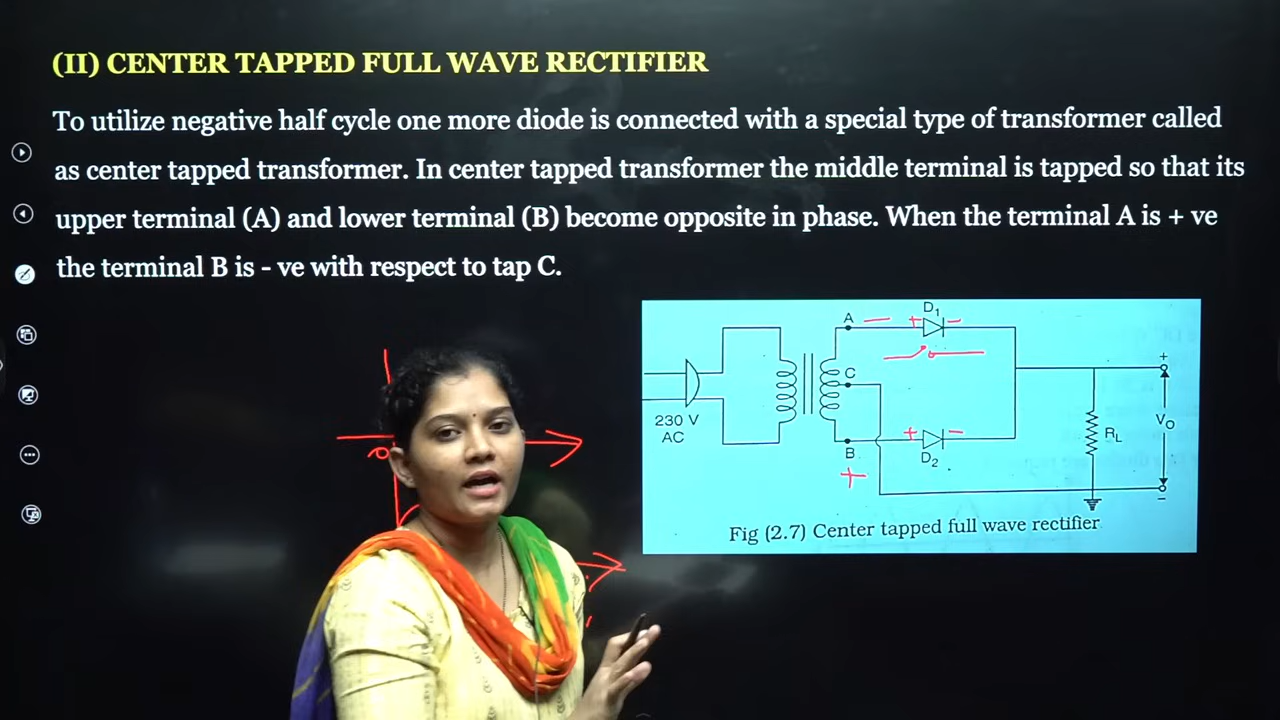 (II) CENTER TAPPED FULL WAVE RECTIFIER
To utilize negative half cycle one more diode is connected with a special type of transformer called
as center tapped transformer. In center tapped transformer the middle terminal is tapped so that its
upper terminal (A) and lower terminal (B) become opposite in phase. When the terminal A is + ve
the terminal B is - ve with respect to tap C.
A
–
+
D1
–
C
230 V
AC
+
VO
RL
–
B
+
+
D2
–
Fig (2.7) Center tapped full wave rectifier